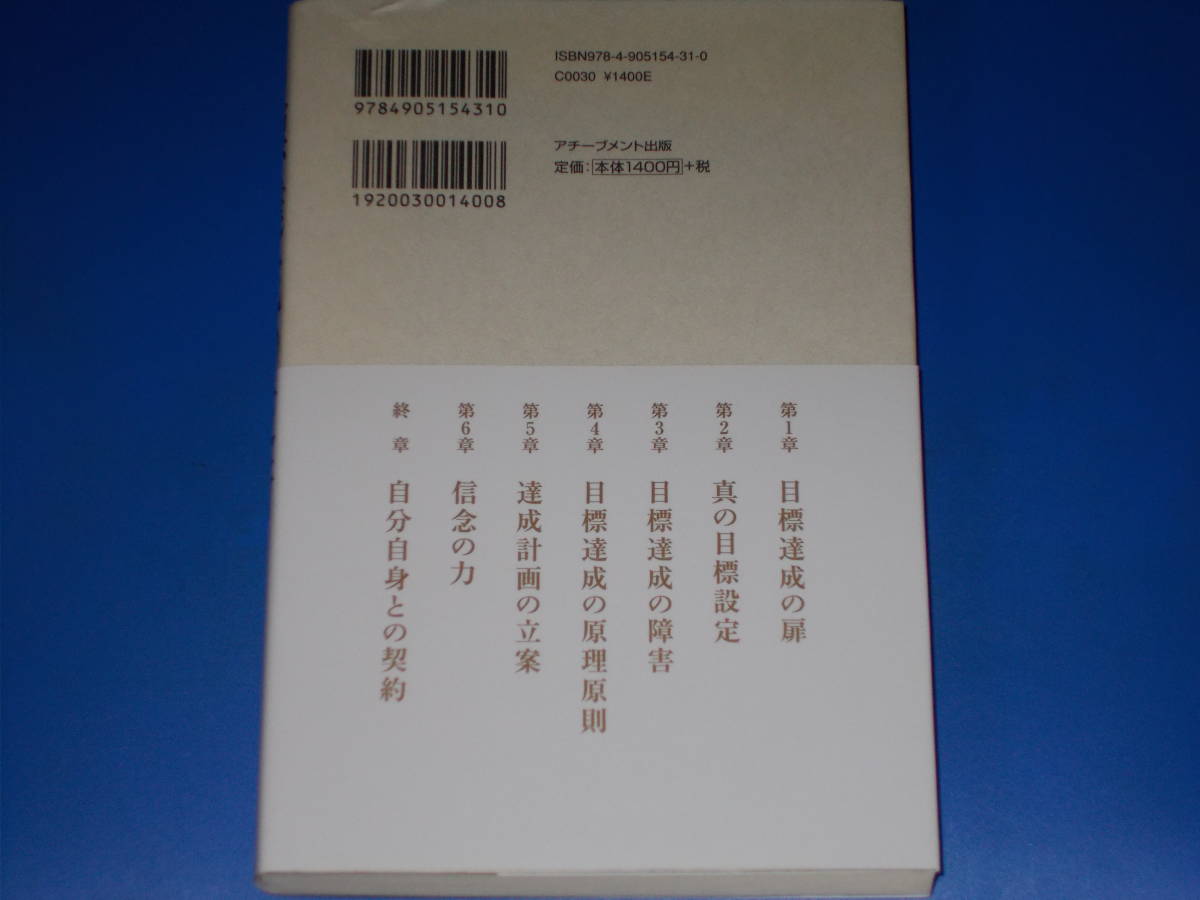 9784905154310
ISBN978-4-905154-31-0
C0030 ¥1400E
1920030014008
アチーブメント出版
定価:本体1400円+税
第1章 目標達成の扉
第2章 真の目標設定
第3章 目標達成の障害
第4章 目標達成の原理原則
第5章 達成計画の立案
第6章 信念の力
終章 自分自身との契約